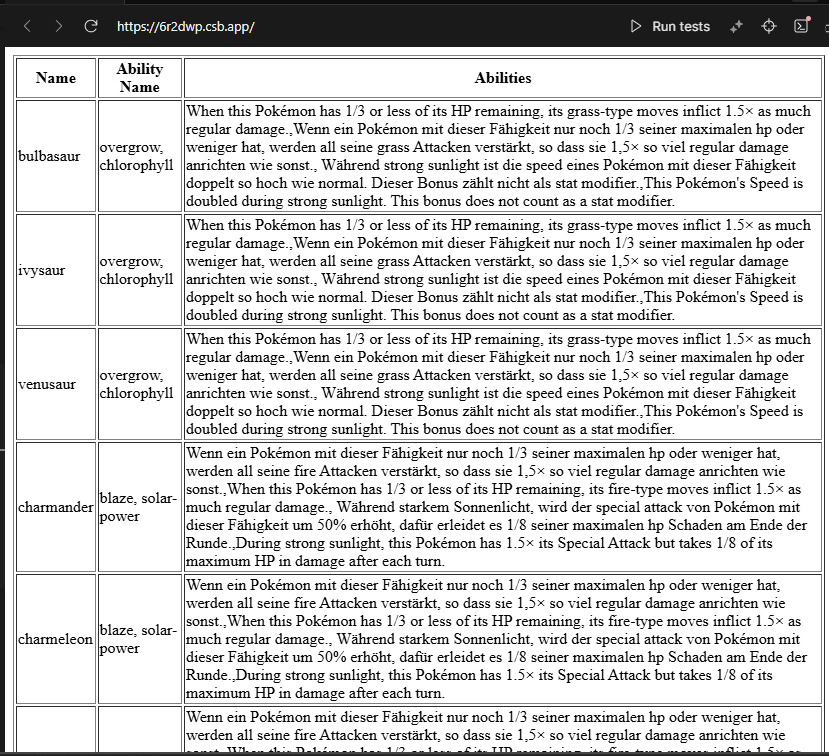 https://6r2dwp.csb.app/
Run tests
Name
Ability
Name
Abilities
bulbasaur
overgrow,
chlorophyll
When this Pokémon has 1/3 or less of its HP remaining, its grass-type moves inflict 1.5× as much
regular damage.,Wenn ein Pokémon mit dieser Fähigkeit nur noch 1/3 seiner maximalen hp oder
weniger hat, werden all seine grass Attacken verstärkt, so dass sie 1,5× so viel regular damage
anrichten wie sonst., Während strong sunlight ist die speed eines Pokémon mit dieser Fähigkeit
doppelt so hoch wie normal. Dieser Bonus zählt nicht als stat modifier.,This Pokémon's Speed is
doubled during strong sunlight. This bonus does not count as a stat modifier.
ivysaur
overgrow,
chlorophyll
When this Pokémon has 1/3 or less of its HP remaining, its grass-type moves inflict 1.5× as much
regular damage.,Wenn ein Pokémon mit dieser Fähigkeit nur noch 1/3 seiner maximalen hp oder
weniger hat, werden all seine grass Attacken verstärkt, so dass sie 1,5× so viel regular damage
anrichten wie sonst., Während strong sunlight ist die speed eines Pokémon mit dieser Fähigkeit
doppelt so hoch wie normal. Dieser Bonus zählt nicht als stat modifier.,This Pokémon's Speed is
doubled during strong sunlight. This bonus does not count as a stat modifier.
venusaur
overgrow,
chlorophyll
When this Pokémon has 1/3 or less of its HP remaining, its grass-type moves inflict 1.5× as much
regular damage.,Wenn ein Pokémon mit dieser Fähigkeit nur noch 1/3 seiner maximalen hp oder
weniger hat, werden all seine grass Attacken verstärkt, so dass sie 1,5× so viel regular damage
anrichten wie sonst., Während strong sunlight ist die speed eines Pokémon mit dieser Fähigkeit
doppelt so hoch wie normal. Dieser Bonus zählt nicht als stat modifier.,This Pokémon's Speed is
doubled during strong sunlight. This bonus does not count as a stat modifier.
charmander
blaze, solar-
power
Wenn ein Pokémon mit dieser Fähigkeit nur noch 1/3 seiner maximalen hp oder weniger hat,
werden all seine fire Attacken verstärkt, so dass sie 1,5× so viel regular damage anrichten wie
sonst.,When this Pokémon has 1/3 or less of its HP remaining, its fire-type moves inflict 1.5× as
much regular damage., Während starkem Sonnenlicht, wird der special attack von Pokémon mit
dieser Fähigkeit um 50% erhöht, dafür erleidet es 1/8 seiner maximalen hp Schaden am Ende der
Runde.,During strong sunlight, this Pokémon has 1.5× its Special Attack but takes 1/8 of its
maximum HP in damage after each turn.
charmeleon
blaze, solar-
power
Wenn ein Pokémon mit dieser Fähigkeit nur noch 1/3 seiner maximalen hp oder weniger hat,
werden all seine fire Attacken verstärkt, so dass sie 1,5× so viel regular damage anrichten wie
sonst.,When this Pokémon has 1/3 or less of its HP remaining, its fire-type moves inflict 1.5× as
much regular damage., Während starkem Sonnenlicht, wird der special attack von Pokémon mit
dieser Fähigkeit um 50% erhöht, dafür erleidet es 1/8 seiner maximalen hp Schaden am Ende der
Runde.,During strong sunlight, this Pokémon has 1.5× its Special Attack but takes 1/8 of its
maximum HP in damage after each turn.
Wenn ein Pokémon mit dieser Fähigkeit nur noch 1/3 seiner maximalen hp oder weniger hat,
werden all seine fire Attacken verstärkt, so dass sie 1,5× so viel regular damage anrichten wie